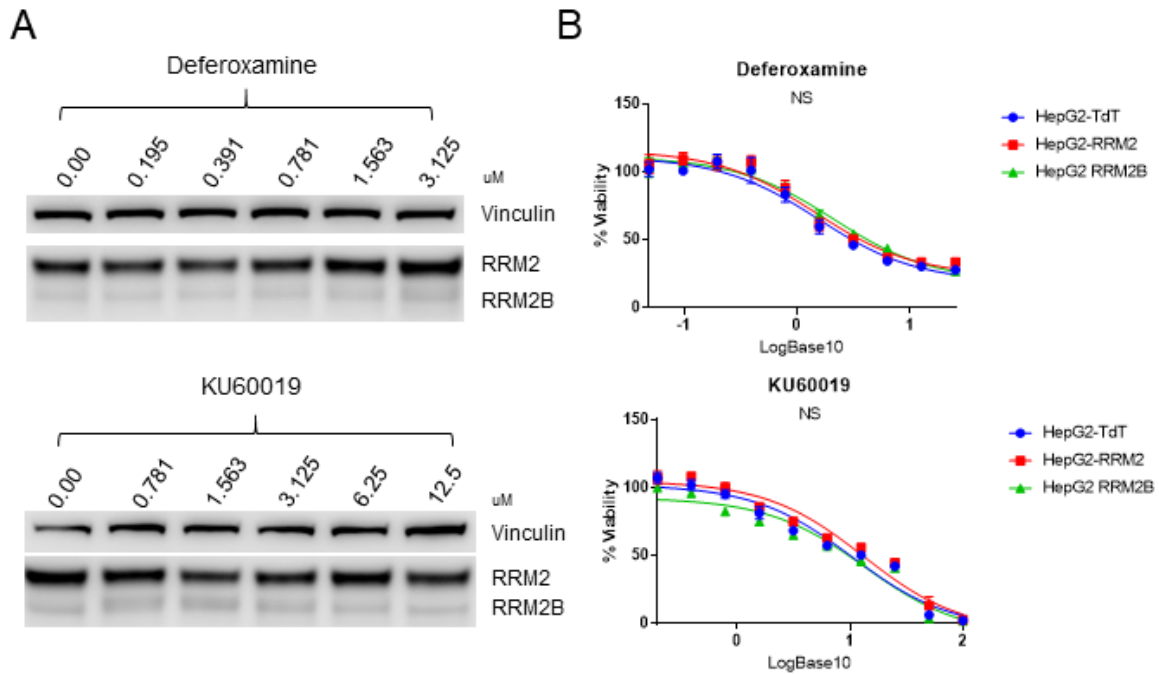 A
Deferoxamine
0.00 0.195 0.391 0.781 1.563 3.125
uM
Vinculin
RRM2
RRM2B
KU60019
0.00 0.781 1.563 3.125 6.25 12.5
uM
Vinculin
RRM2
RRM2B
B
Deferoxamine
NS
150
100
50
0
% Viability
-1 0 1
LogBase10
HepG2-TdT
HepG2-RRM2
HepG2 RRM2B
KU60019
NS
150
100
50
0
% Viability
0 1 2
LogBase10
HepG2-TdT
HepG2-RRM2
HepG2 RRM2B